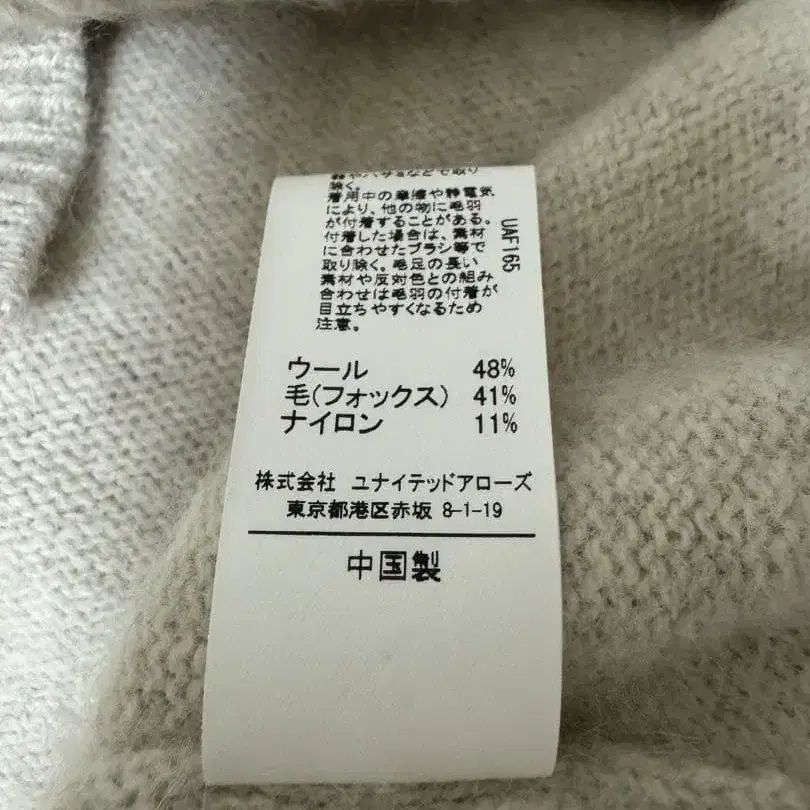 除く。
着用中の摩擦や静電気
により、他の物に毛羽
が付着することがある。
付着した場合は、素材
に合わせたブラシ等で
取り除く。毛足の長い
素材や反対色との組み
合わせは毛羽の付着が
目立ちやすくなるため
注意。
UAF165
ウール 48%
毛(フォックス) 41%
ナイロン 11%
株式会社 ユナイテッドアローズ
東京都港区赤坂 8-1-19
中国製